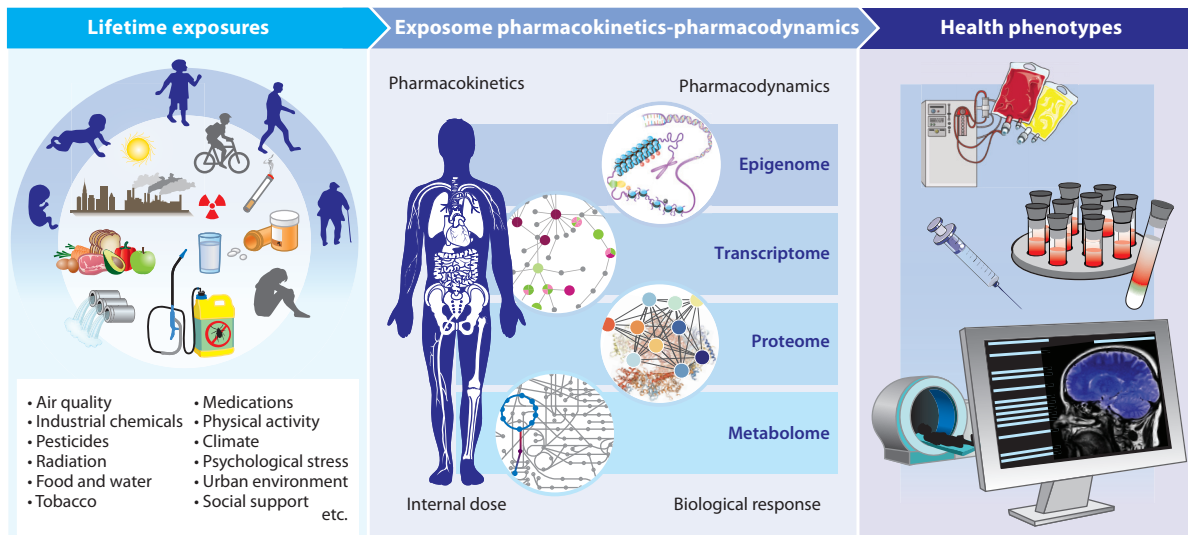 Lifetime exposures
Exposome pharmacokinetics-pharmacodynamics
Health phenotypes
• Air quality
• Industrial chemicals
• Pesticides
• Radiation
• Food and water
• Tobacco
• Medications
• Physical activity
• Climate
• Psychological stress
• Urban environment
• Social support
etc.
Pharmacokinetics
Pharmacodynamics
Epigenome
Transcriptome
Proteome
Metabolome
Internal dose
Biological response